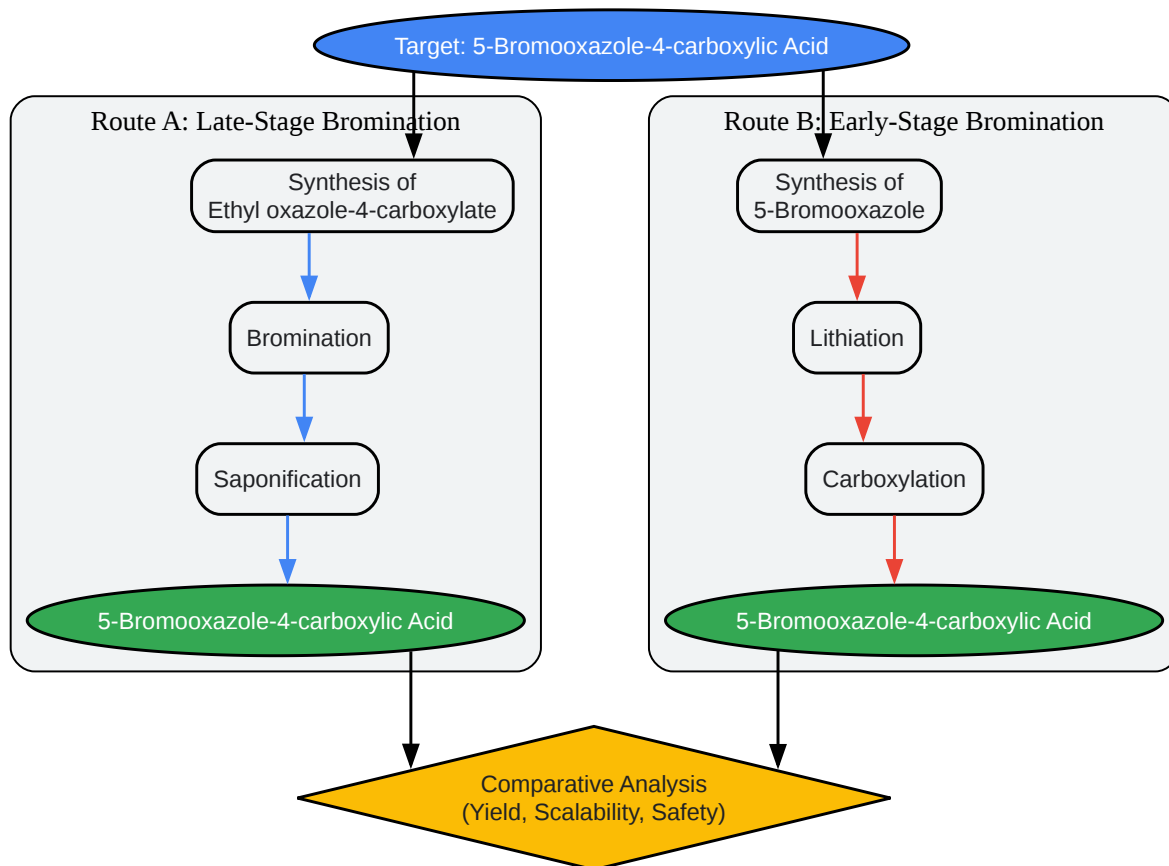 Target: 5-Bromooxazole-4-carboxylic Acid
Route A: Late-Stage Bromination
Synthesis of
Ethyl oxazole-4-carboxylate
Bromination
Saponification
5-Bromooxazole-4-carboxylic Acid
Route B: Early-Stage Bromination
Synthesis of
5-Bromooxazole
Lithiation
Carboxylation
5-Bromooxazole-4-carboxylic Acid
Comparative Analysis
(Yield, Scalability, Safety)